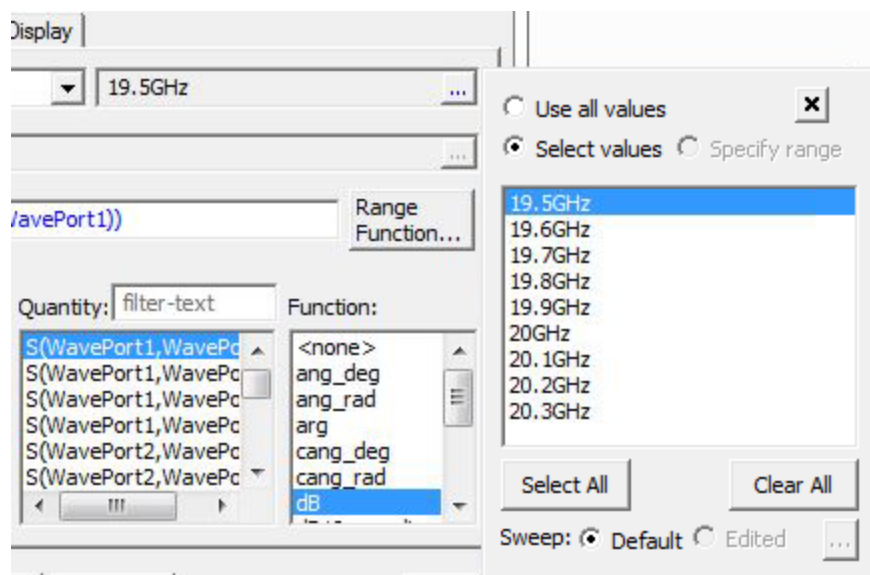 Display
19.5GHz
...
Use all values
Select values Specify range
...
WavePort1))
Range
Function...
19.5GHz
19.6GHz
19.7GHz
19.8GHz
19.9GHz
20GHz
20.1GHz
20.2GHz
20.3GHz
Quantity: filter-text
Function:
S(WavePort1,WavePo
S(WavePort1,WavePo
S(WavePort1,WavePo
S(WavePort1,WavePo
S(WavePort2,WavePo
S(WavePort2,WavePo
<none>
ang_deg
ang_rad
arg
cang_deg
cang_rad
dB
Select All
Clear All
Sweep: Default Edited ...